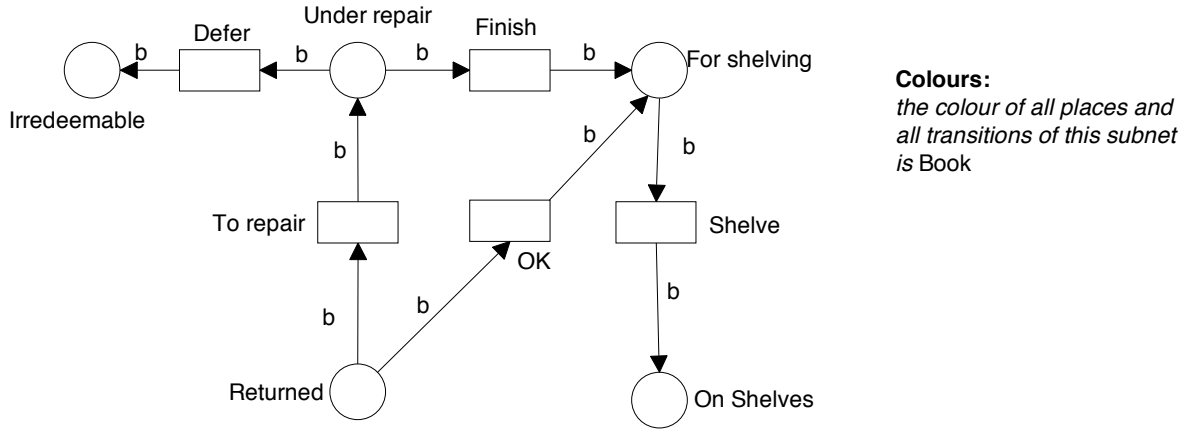 Defer
Under repair
Finish
b
b
b
b
For shelving
Irredeemable
Colours:
the colour of all places and
all transitions of this subnet
is Book
b
b
b
To repair
OK
Shelve
b
b
b
Returned
On Shelves